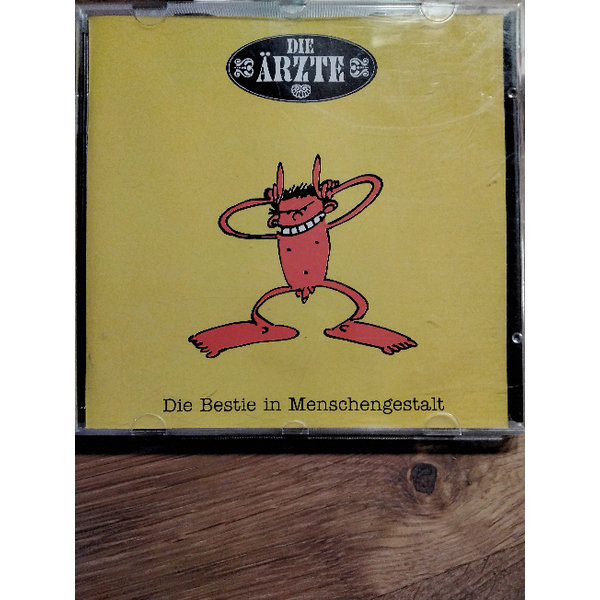 DIE
ÄRZTE
Die Bestie in Menschengestalt